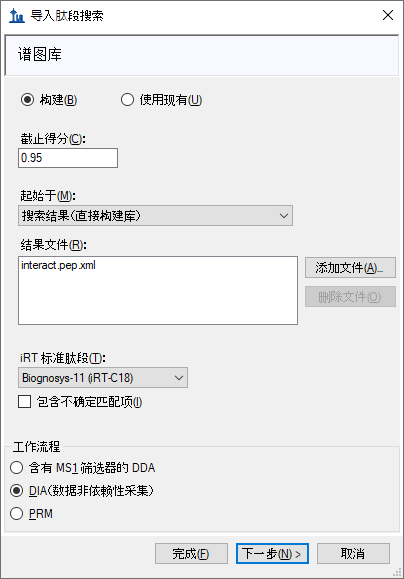 导入肽段搜索
谱图库
构建(B)
使用现有(U)
截止得分(C):
0.95
起始于(M):
搜索结果(直接构建库)
结果文件(R):
interact.pep.xml
添加文件(A)...
删除文件(O)
iRT 标准肽段(T):
Biognosys-11 (iRT-C18)
包含不确定匹配项(I)
工作流程
含有 MS1 筛选器的 DDA
DIA(数据非依赖性采集)
PRM
完成(F)
下一步(N) >
取消